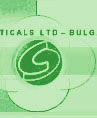 TICALS LTD – BULG